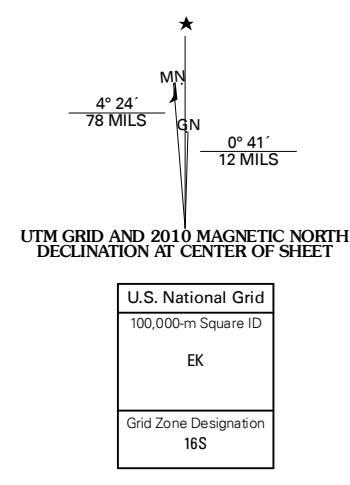 ★
MN
GN
4° 24´
78 MILS
0° 41´
12 MILS
UTM GRID AND 2010 MAGNETIC NORTH
DECLINATION AT CENTER OF SHEET
U.S. National Grid
100,000-m Square ID
EK
Grid Zone Designation
16S